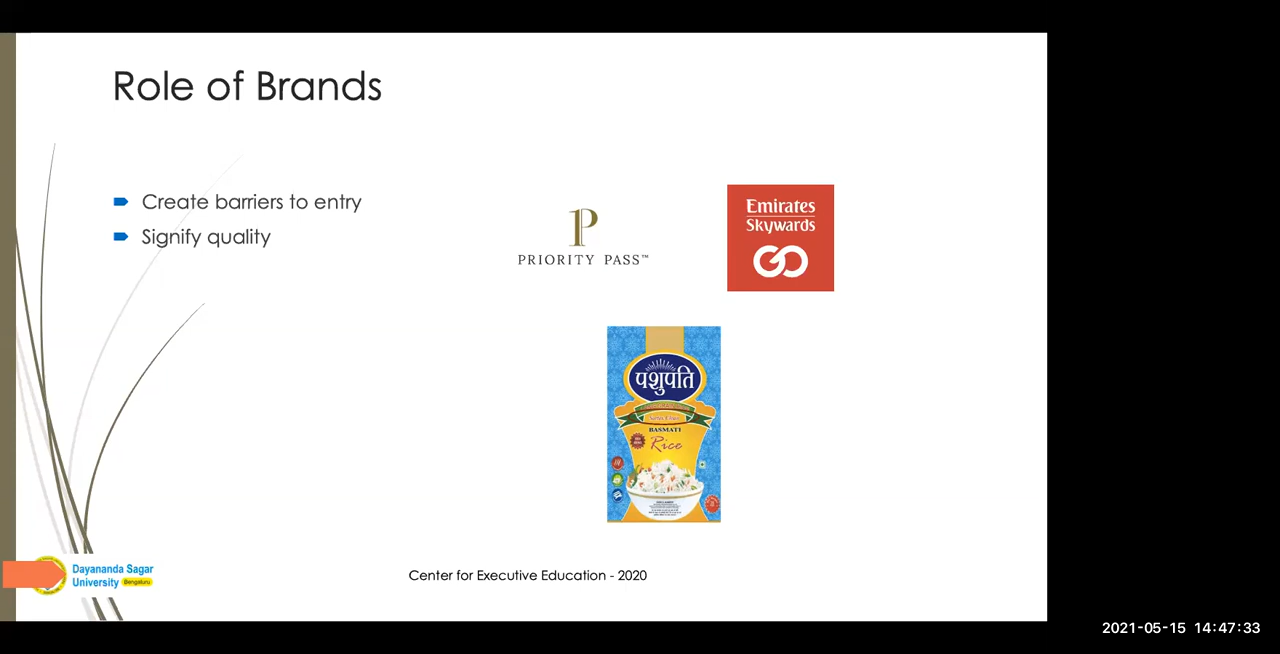 Role of Brands
Create barriers to entry
Signify quality
P
PRIORITY PASS™
Emirates
Skywards
पशुपति
BASMATI
Rice
Dayananda Sagar
University Bengaluru
Center for Executive Education - 2020
2021-05-15 14:47:33